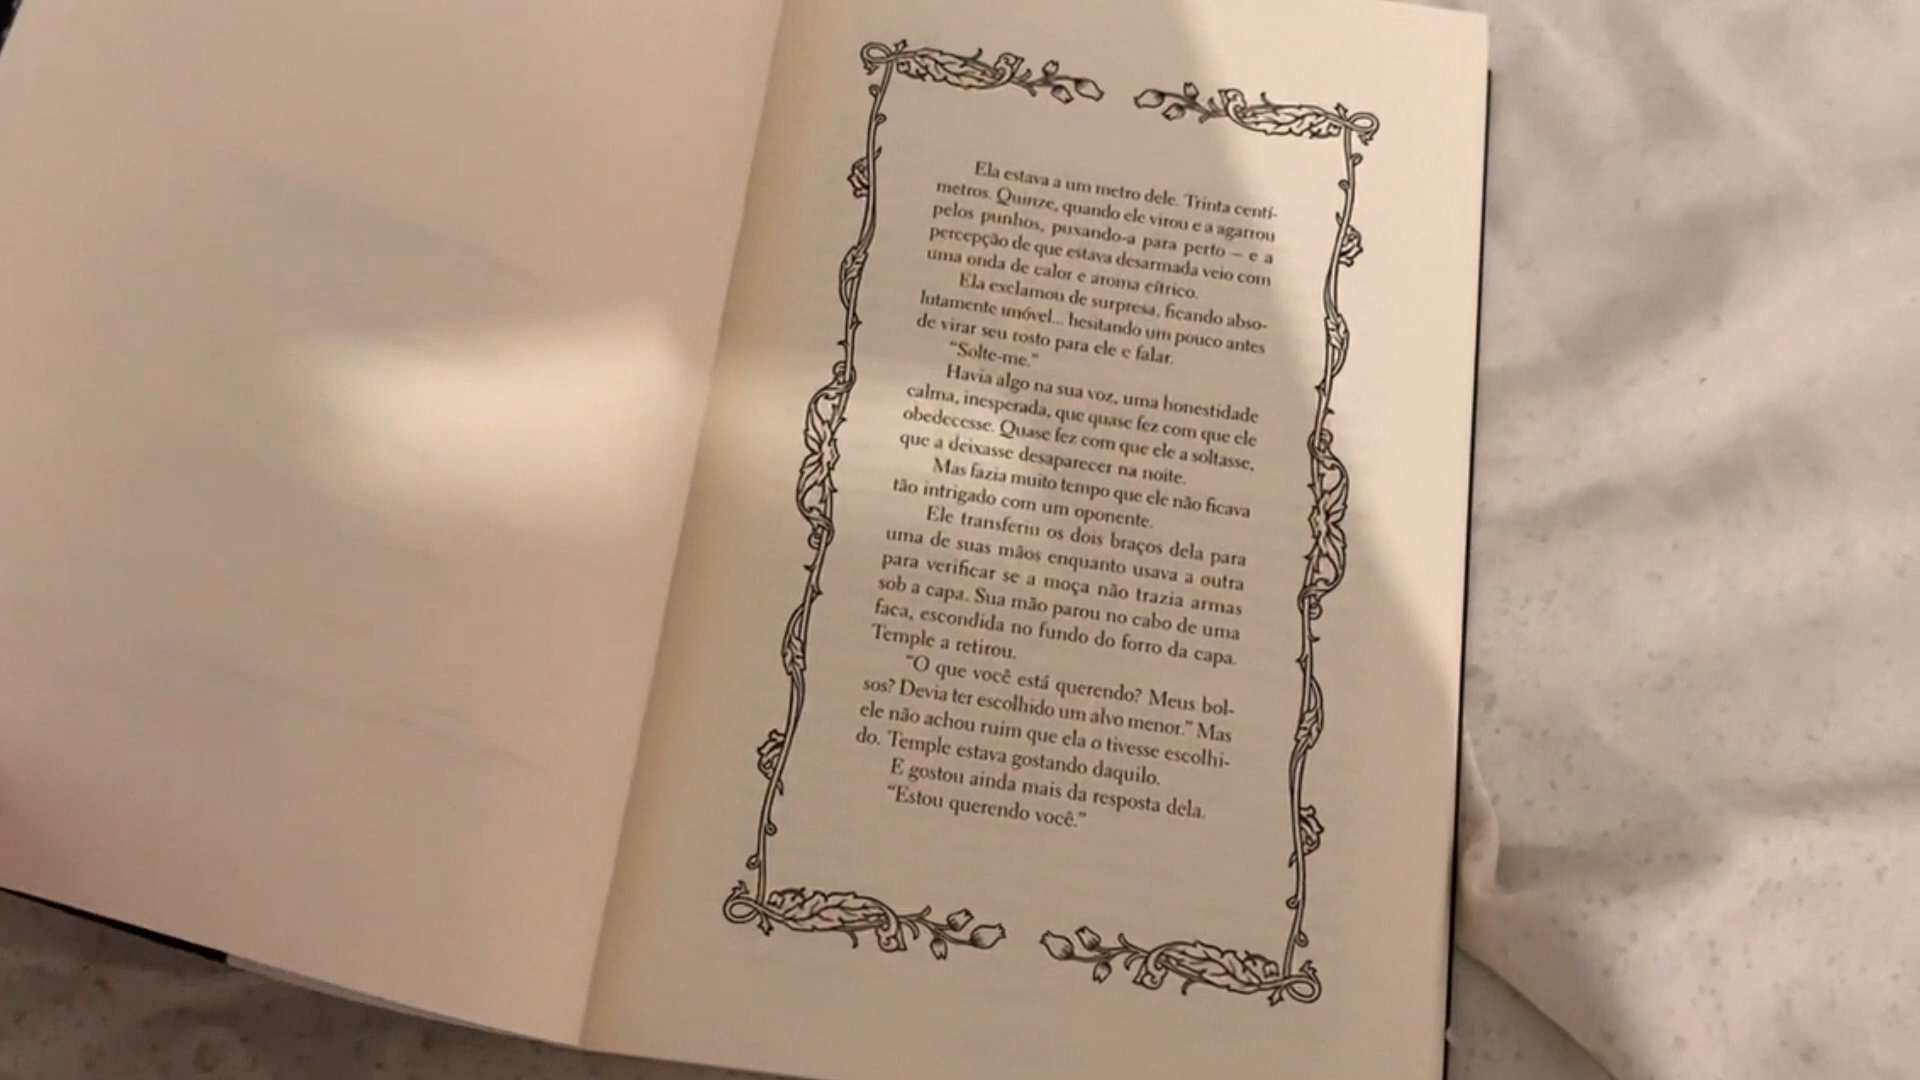 Ela estava a um metro dele. Trinta centí-
metros. Quinze, quando ele virou e a agarrou
pelos punhos, puxando-a para perto – e a
percepção de que estava desarmada veio com
uma onda de calor e aroma cítrico.
Ela exclamou de surpresa, ficando abso-
lutamente imóvel... hesitando um pouco antes
de virar seu rosto para ele e falar.
“Solte-me.”
Havia algo na sua voz, uma honestidade
calma, inesperada, que quase fez com que ele
obedecesse. Quase fez com que ele a soltasse,
que a deixasse desaparecer na noite.
Mas fazia muito tempo que ele não ficava
tão intrigado com um oponente.
Ele transferiu os dois braços dela para
uma de suas mãos enquanto usava a outra
para verificar se a moça não trazia armas
sob a capa. Sua mão parou no cabo de uma
faca, escondida no fundo do forro da capa.
Temple a retirou.
“O que você está querendo? Meus bol-
sos? Devia ter escolhido um alvo menor.” Mas
ele não achou ruim que ela o tivesse escolhi-
do. Temple estava gostando daquilo.
E gostou ainda mais da resposta dela.
“Estou querendo você.”